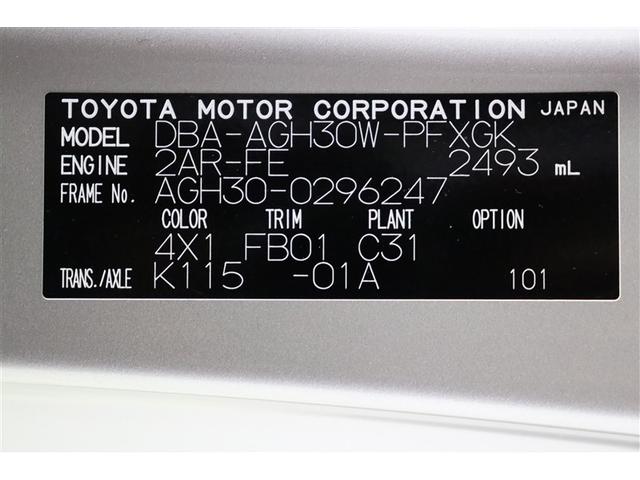 TOYOTA MOTOR CORPORATION JAPAN
MODEL DBA-AGH30W-PFXGK
ENGINE 2AR-FE 2493 mL
FRAME No. AGH30-0296247
COLOR TRIM PLANT OPTION
4X1 FB01 C31
TRANS./AXLE K115 -01A 101